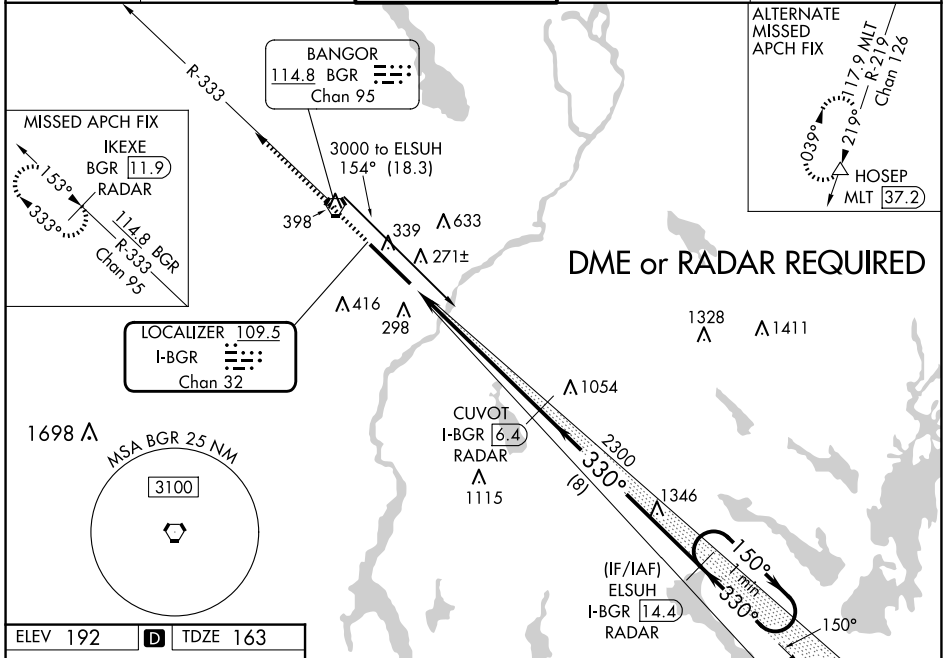 ALTERNATE
MISSED
APCH FIX
117.9 MLT
R-219
Chan 126
039°
219°
HOSEP
MLT 37.2
R-333
BANGOR
114.8 BGR
Chan 95
MISSED APCH FIX
IKEXE
BGR 11.9
RADAR
153°
333°
114.8 BGR
R-333
Chan 95
3000 to ELSUH
154° (18.3)
398
339
633
271±
DME or RADAR REQUIRED
416
298
1328
1411
LOCALIZER 109.5
I-BGR
Chan 32
1054
CUVOT
I-BGR 6.4
RADAR
1115
2300
330°
(8)
1346
1698
MSA BGR 25 NM
3100
150°
1 min
330°
150°
(IF/IAF)
ELSUH
I-BGR 14.4
RADAR
ELEV 192 D TDZE 163